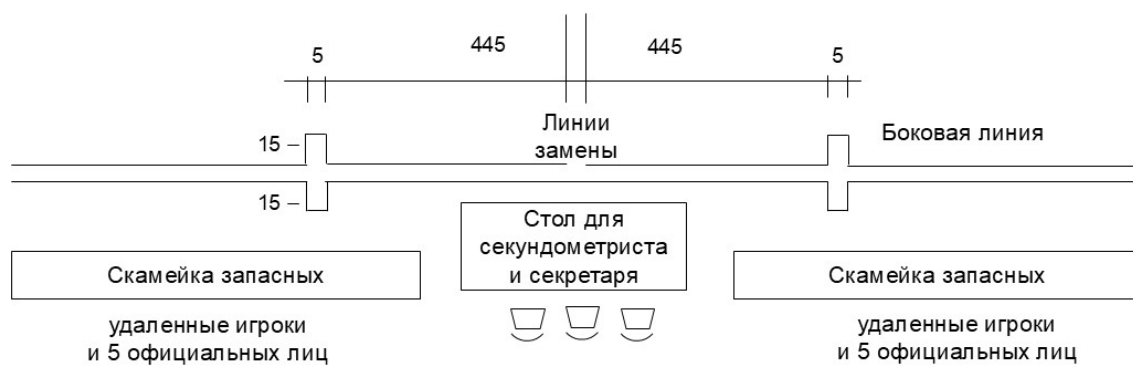 445
445
5
5
Линии
замены
15 –
Боковая линия
15 –
Стол для
секундометриста
и секретаря
Скамейка запасных
Скамейка запасных
удаленные игроки
и 5 официальных лиц
удаленные игроки
и 5 официальных лиц